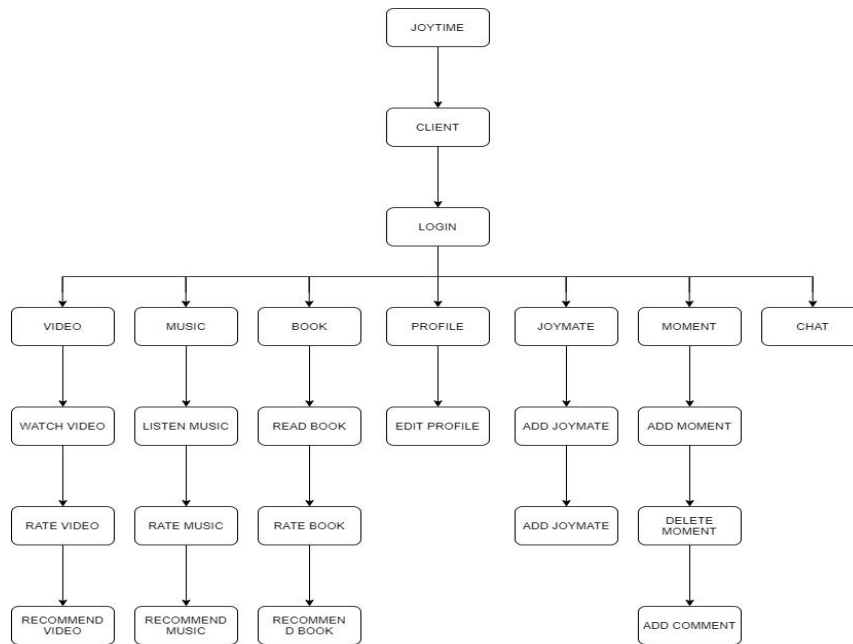 JOYTIME
CLIENT
LOGIN
VIDEO
MUSIC
BOOK
PROFILE
JOYMATE
MOMENT
CHAT
WATCH VIDEO
LISTEN MUSIC
READ BOOK
EDIT PROFILE
ADD JOYMATE
ADD MOMENT
RATE VIDEO
RATE MUSIC
RATE BOOK
ADD JOYMATE
DELETE
MOMENT
RECOMMEND
VIDEO
RECOMMEND
MUSIC
RECOMMEN
D BOOK
ADD COMMENT